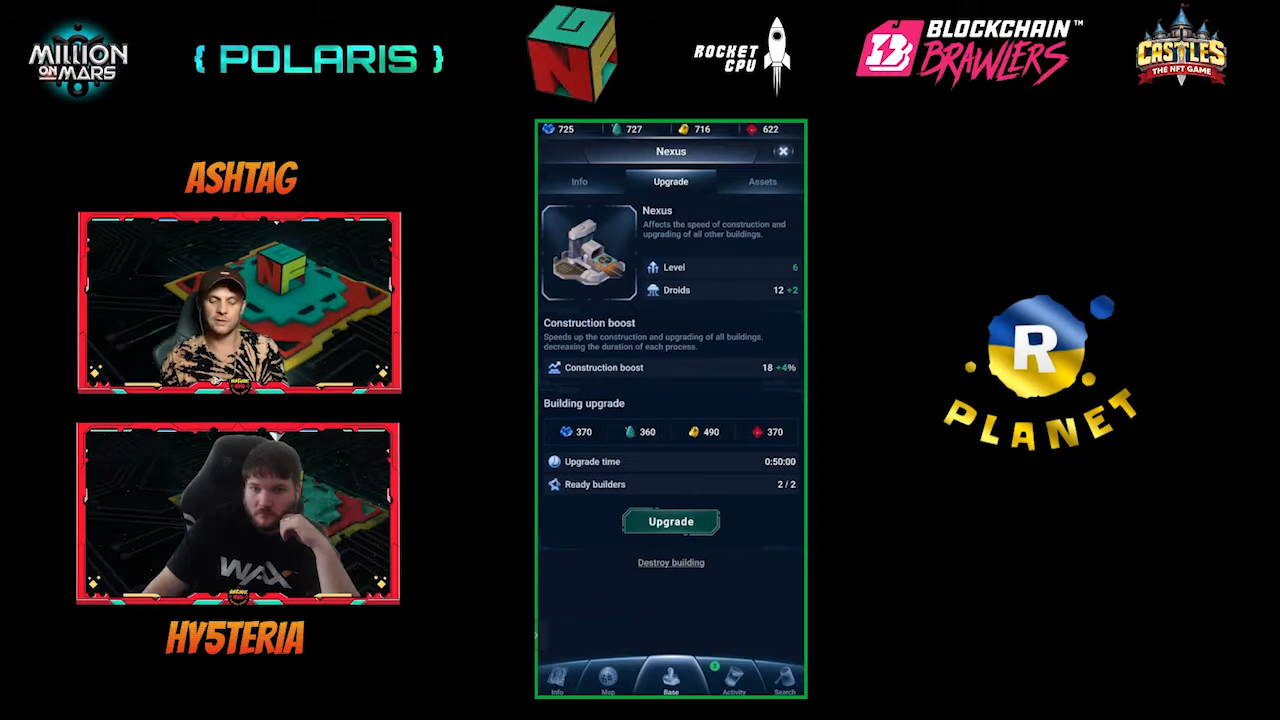 MILLION
ON MARS
{ POLARIS }
GNF
ROCKET
CPU
BLOCKCHAIN™
BRAWLERS
CASTLES
THE NFT GAME
ASHTAG
NF
HY5TERIA
WAX
725 727 716 622
Nexus
Info Upgrade Assets
Nexus
Affects the speed of construction and
upgrading of all other buildings.
Level 6
Droids 12 +2
Construction boost
Speeds up the construction and upgrading of all buildings,
decreasing the duration of each process.
Construction boost 18 +4%
Building upgrade
370 360 490 370
Upgrade time 0:50:00
Ready builders 2 / 2
Upgrade
Destroy building
Info Map Base Activity Search
R
PLANET